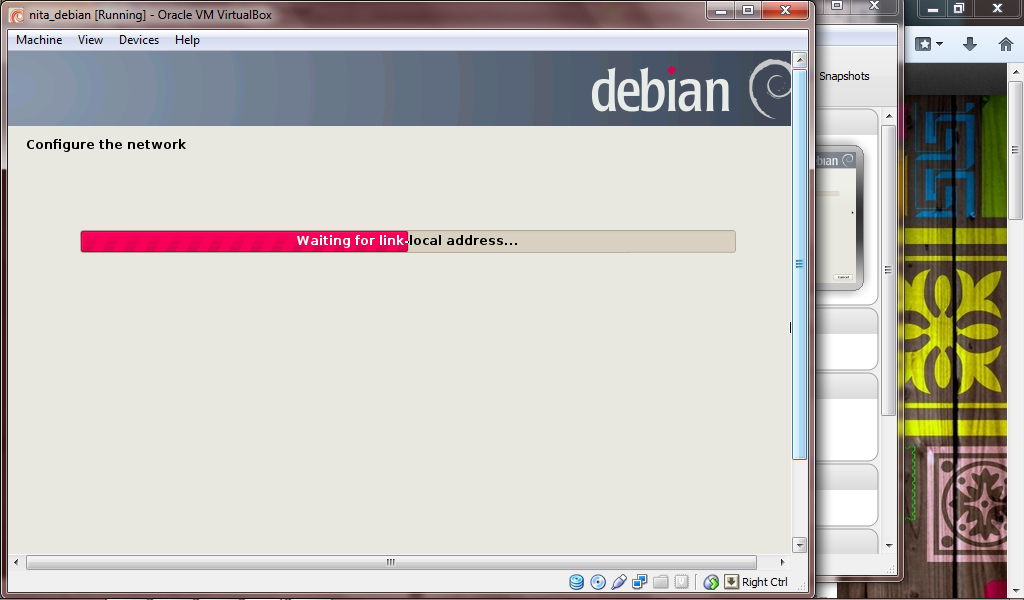 nita_debian [Running] - Oracle VM VirtualBox
Machine View Devices Help
Snapshots
debian
Configure the network
Waiting for link-local address...
Right Ctrl